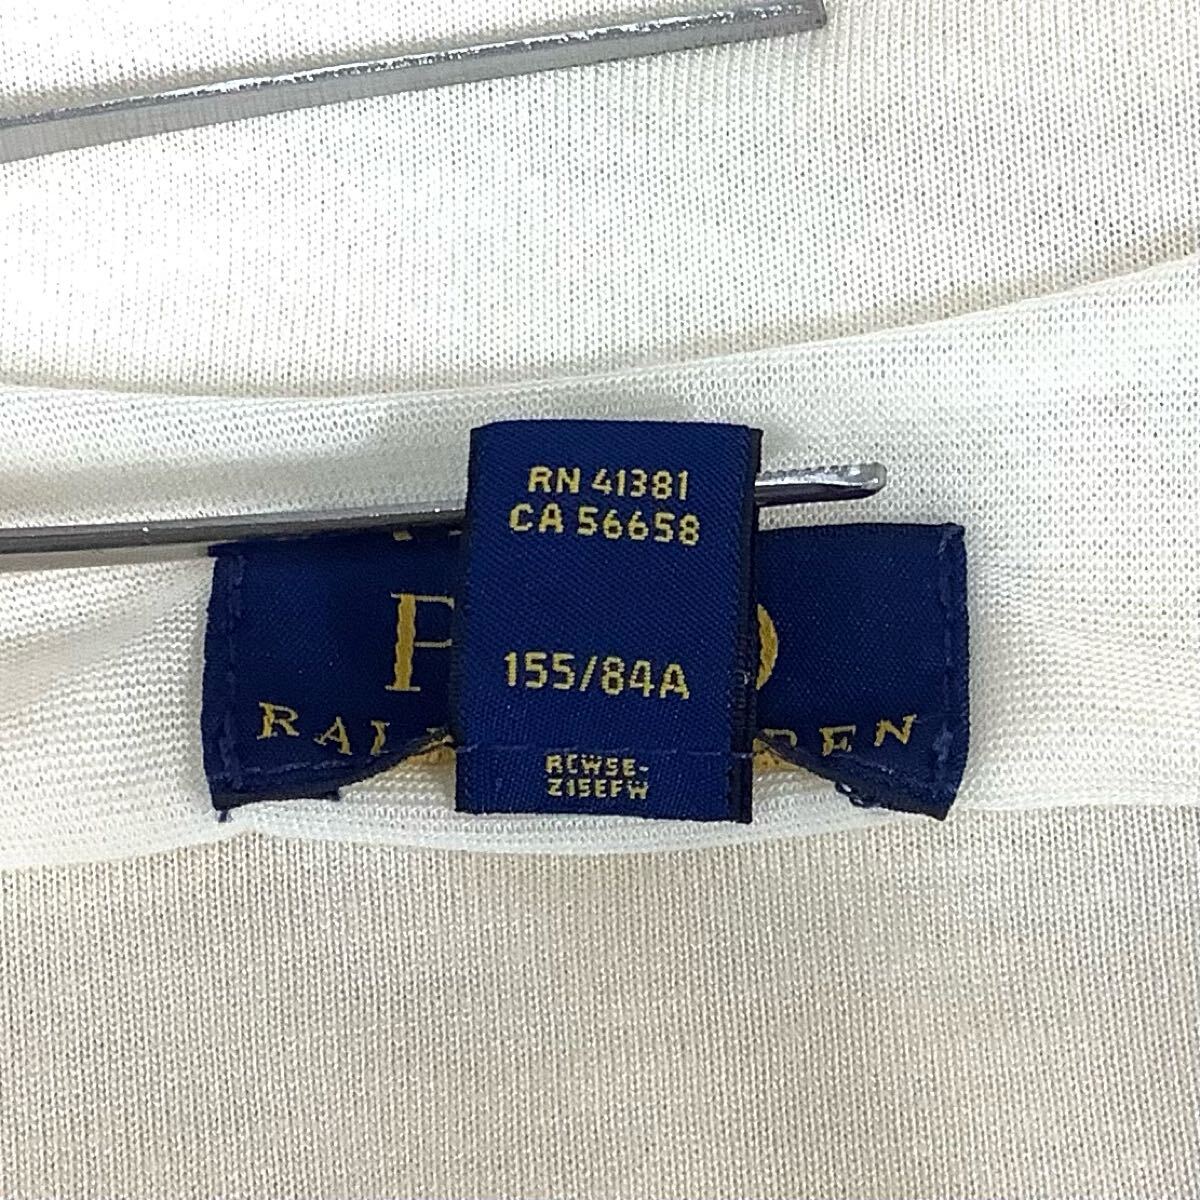 RN 41381
CA 56658
155/84A
RCWSE-
Z15EFW